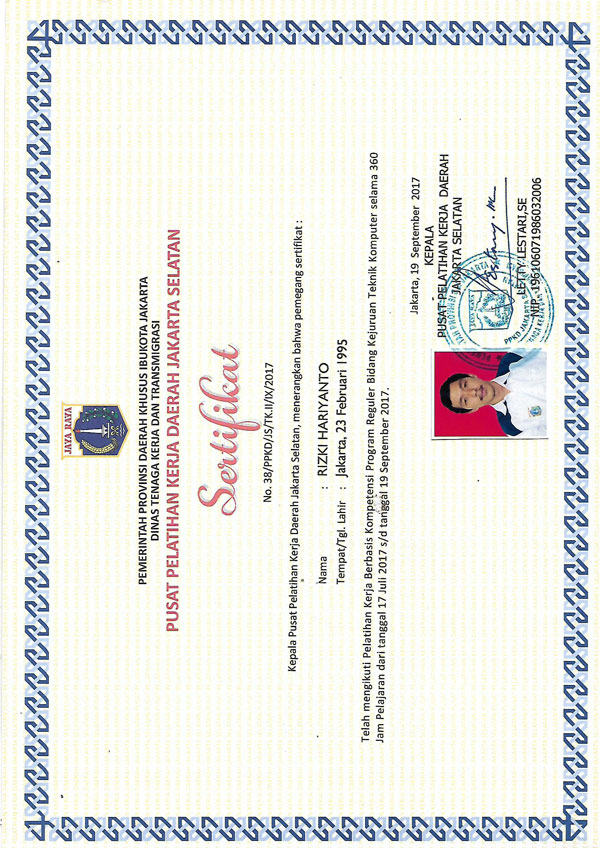 JAYA RAYA
PEMERINTAH PROVINSI DAERAH KHUSUS IBUKOTA JAKARTA
DINAS TENAGA KERJA DAN TRANSMIGRASI
PUSAT PELATIHAN KERJA DAERAH JAKARTA SELATAN
Sertifikat
No. 38/PPKD/JS/TK.II/IX/2017
Kepala Pusat Pelatihan Kerja Daerah Jakarta Selatan, menerangkan bahwa pemegang sertifikat :
Nama : RIZKI HARIYANTO
Tempat/Tgl. Lahir : Jakarta, 23 Februari 1995
Telah mengikuti Pelatihan Kerja Berbasis Kompetensi Program Reguler Bidang Kejuruan Teknik Komputer selama 360
Jam Pelajaran dari tanggal 17 Juli 2017 s/d tanggal 19 September 2017.
Jakarta, 19 September 2017
KEPALA
PUSAT PELATIHAN KERJA DAERAH
JAKARTA SELATAN
PPKD JAKARTA SELATAN
LETTY LESTARI,SE
NIP. 196106071986032006